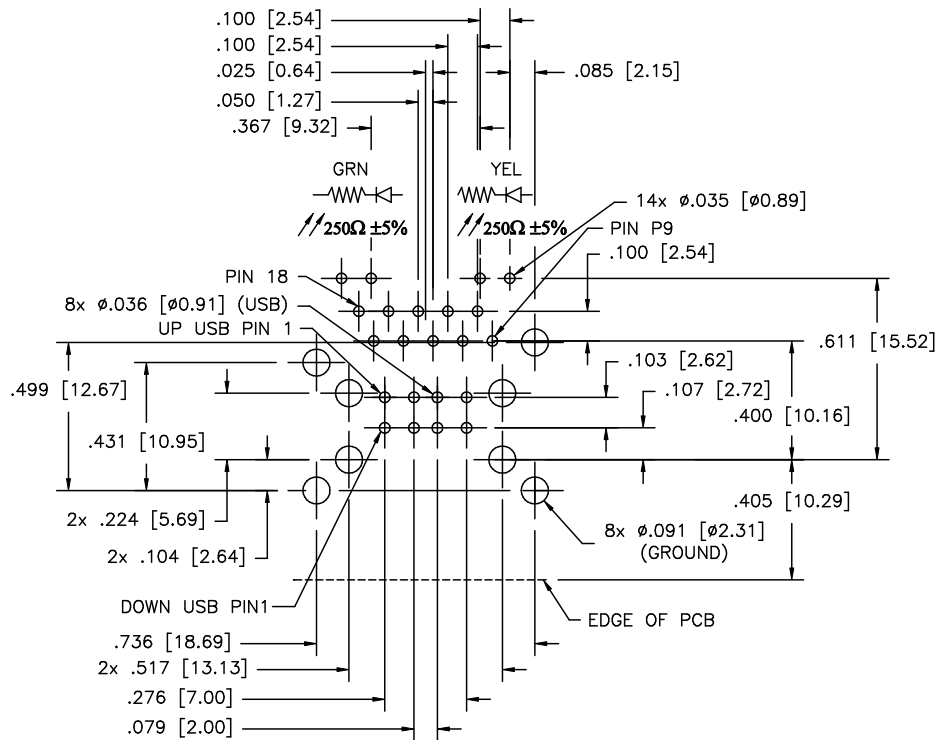 .100 [2.54]
.100 [2.54]
.025 [0.64]
.085 [2.15]
.050 [1.27]
.367 [9.32]
GRN
YEL
14x ø.035 [ø0.89]
250Ω ±5%
250Ω ±5%
PIN P9
.100 [2.54]
PIN 18
8x ø.036 [ø0.91] (USB)
UP USB PIN 1
.611 [15.52]
.103 [2.62]
.499 [12.67]
.107 [2.72]
.400 [10.16]
.431 [10.95]
.405 [10.29]
2x .224 [5.69]
8x ø.091 [ø2.31]
(GROUND)
2x .104 [2.64]
DOWN USB PIN1
EDGE OF PCB
.736 [18.69]
2x .517 [13.13]
.276 [7.00]
.079 [2.00]